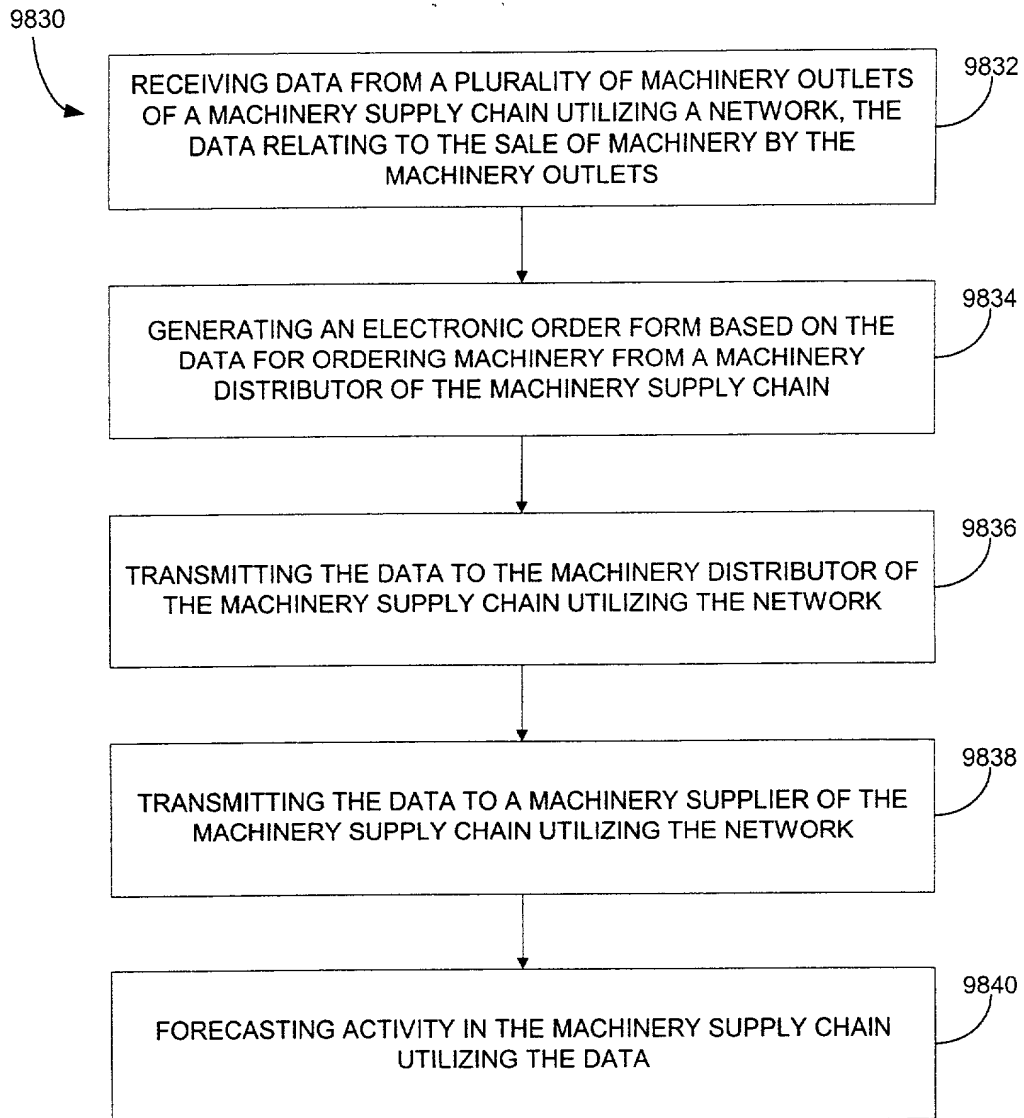 9830
RECEIVING DATA FROM A PLURALITY OF MACHINERY OUTLETS
OF A MACHINERY SUPPLY CHAIN UTILIZING A NETWORK, THE
DATA RELATING TO THE SALE OF MACHINERY BY THE
MACHINERY OUTLETS
9832
GENERATING AN ELECTRONIC ORDER FORM BASED ON THE
DATA FOR ORDERING MACHINERY FROM A MACHINERY
DISTRIBUTOR OF THE MACHINERY SUPPLY CHAIN
9834
TRANSMITTING THE DATA TO THE MACHINERY DISTRIBUTOR OF
THE MACHINERY SUPPLY CHAIN UTILIZING THE NETWORK
9836
TRANSMITTING THE DATA TO A MACHINERY SUPPLIER OF THE
MACHINERY SUPPLY CHAIN UTILIZING THE NETWORK
9838
FORECASTING ACTIVITY IN THE MACHINERY SUPPLY CHAIN
UTILIZING THE DATA
9840